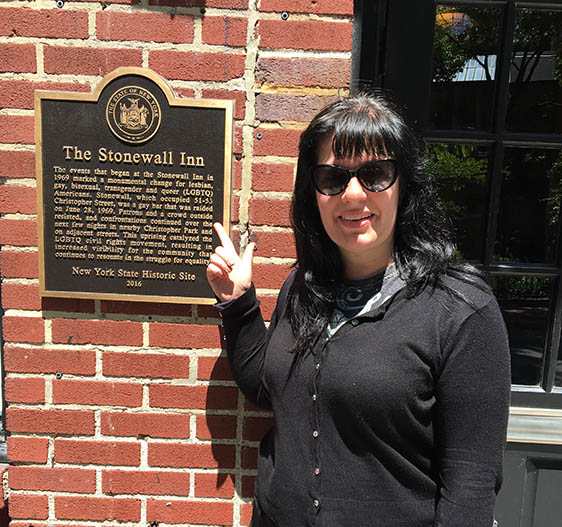 THE STATE OF NEW YORK
The Stonewall Inn
The events that began at the Stonewall Inn in
1969 marked a monumental change for lesbian,
gay, bisexual, transgender and queer (LGBTQ)
Americans. Stonewall, which occupied 51-53
Christopher Street, was a gay bar that was raided
on June 28, 1969. Patrons and a crowd outside
resisted, and confrontations continued over the
next few nights in nearby Christopher Park and
on adjacent streets. This uprising catalyzed the
LGBTQ civil rights movement, resulting in
increased visibility for the community that
continues to resonate in the struggle for equality.
New York State Historic Site
2016